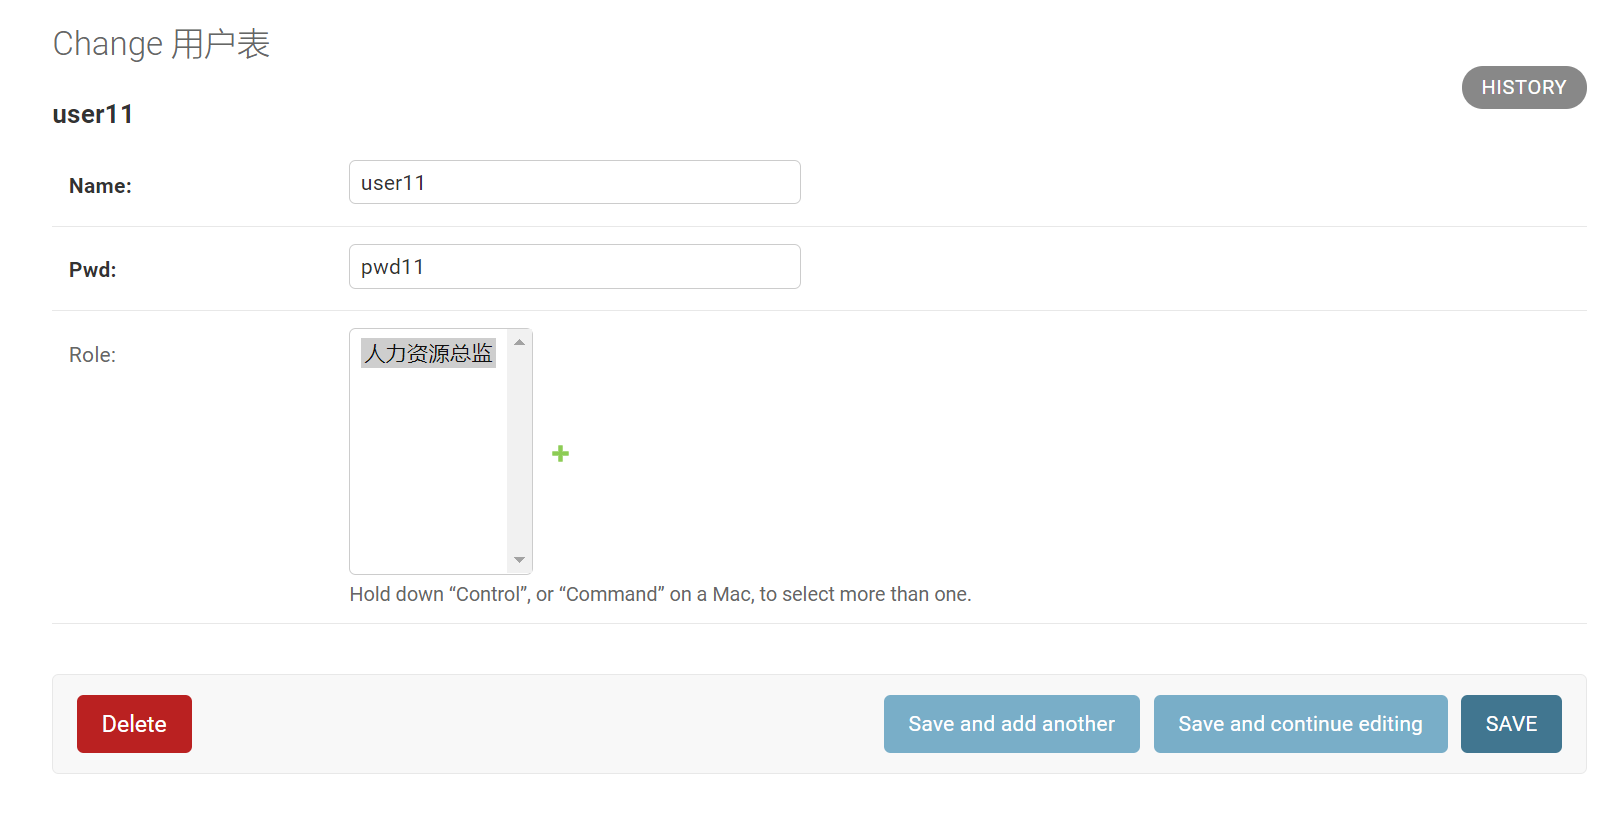 Change 用户表
HISTORY
user11
Name:
user11
Pwd:
pwd11
Role:
人力资源总监
Hold down “Control”, or “Command” on a Mac, to select more than one.
Delete
Save and add another
Save and continue editing
SAVE